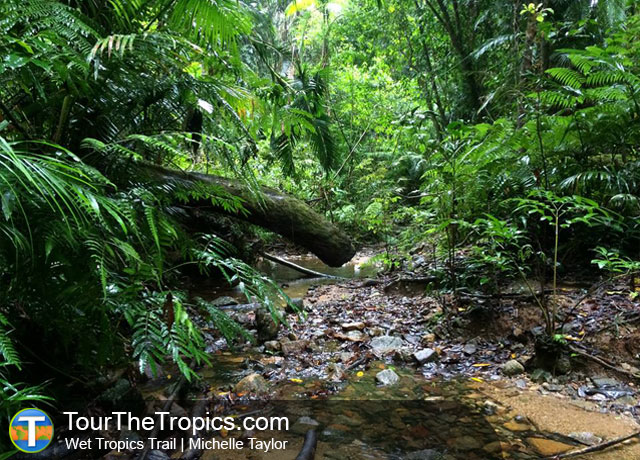 T
TourTheTropics.com
Wet Tropics Trail | Michelle Taylor